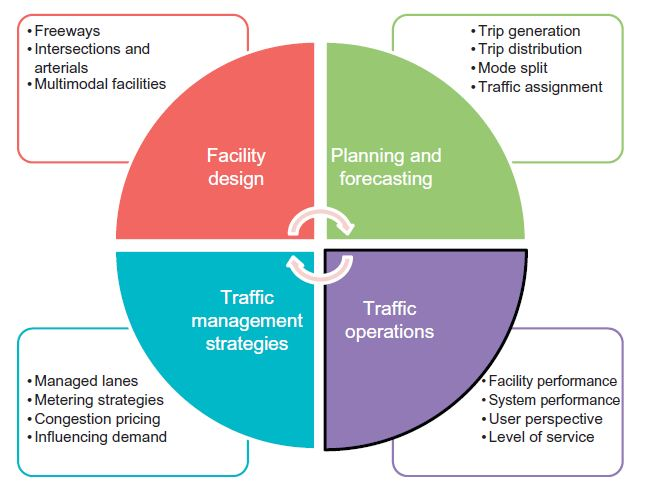 • Freeways
• Intersections and
arterials
• Multimodal facilities
• Trip generation
• Trip distribution
• Mode split
• Traffic assignment
Facility
design
Planning and
forecasting
Traffic
management
strategies
Traffic
operations
• Managed lanes
• Metering strategies
• Congestion pricing
• Influencing demand
• Facility performance
• System performance
• User perspective
• Level of service